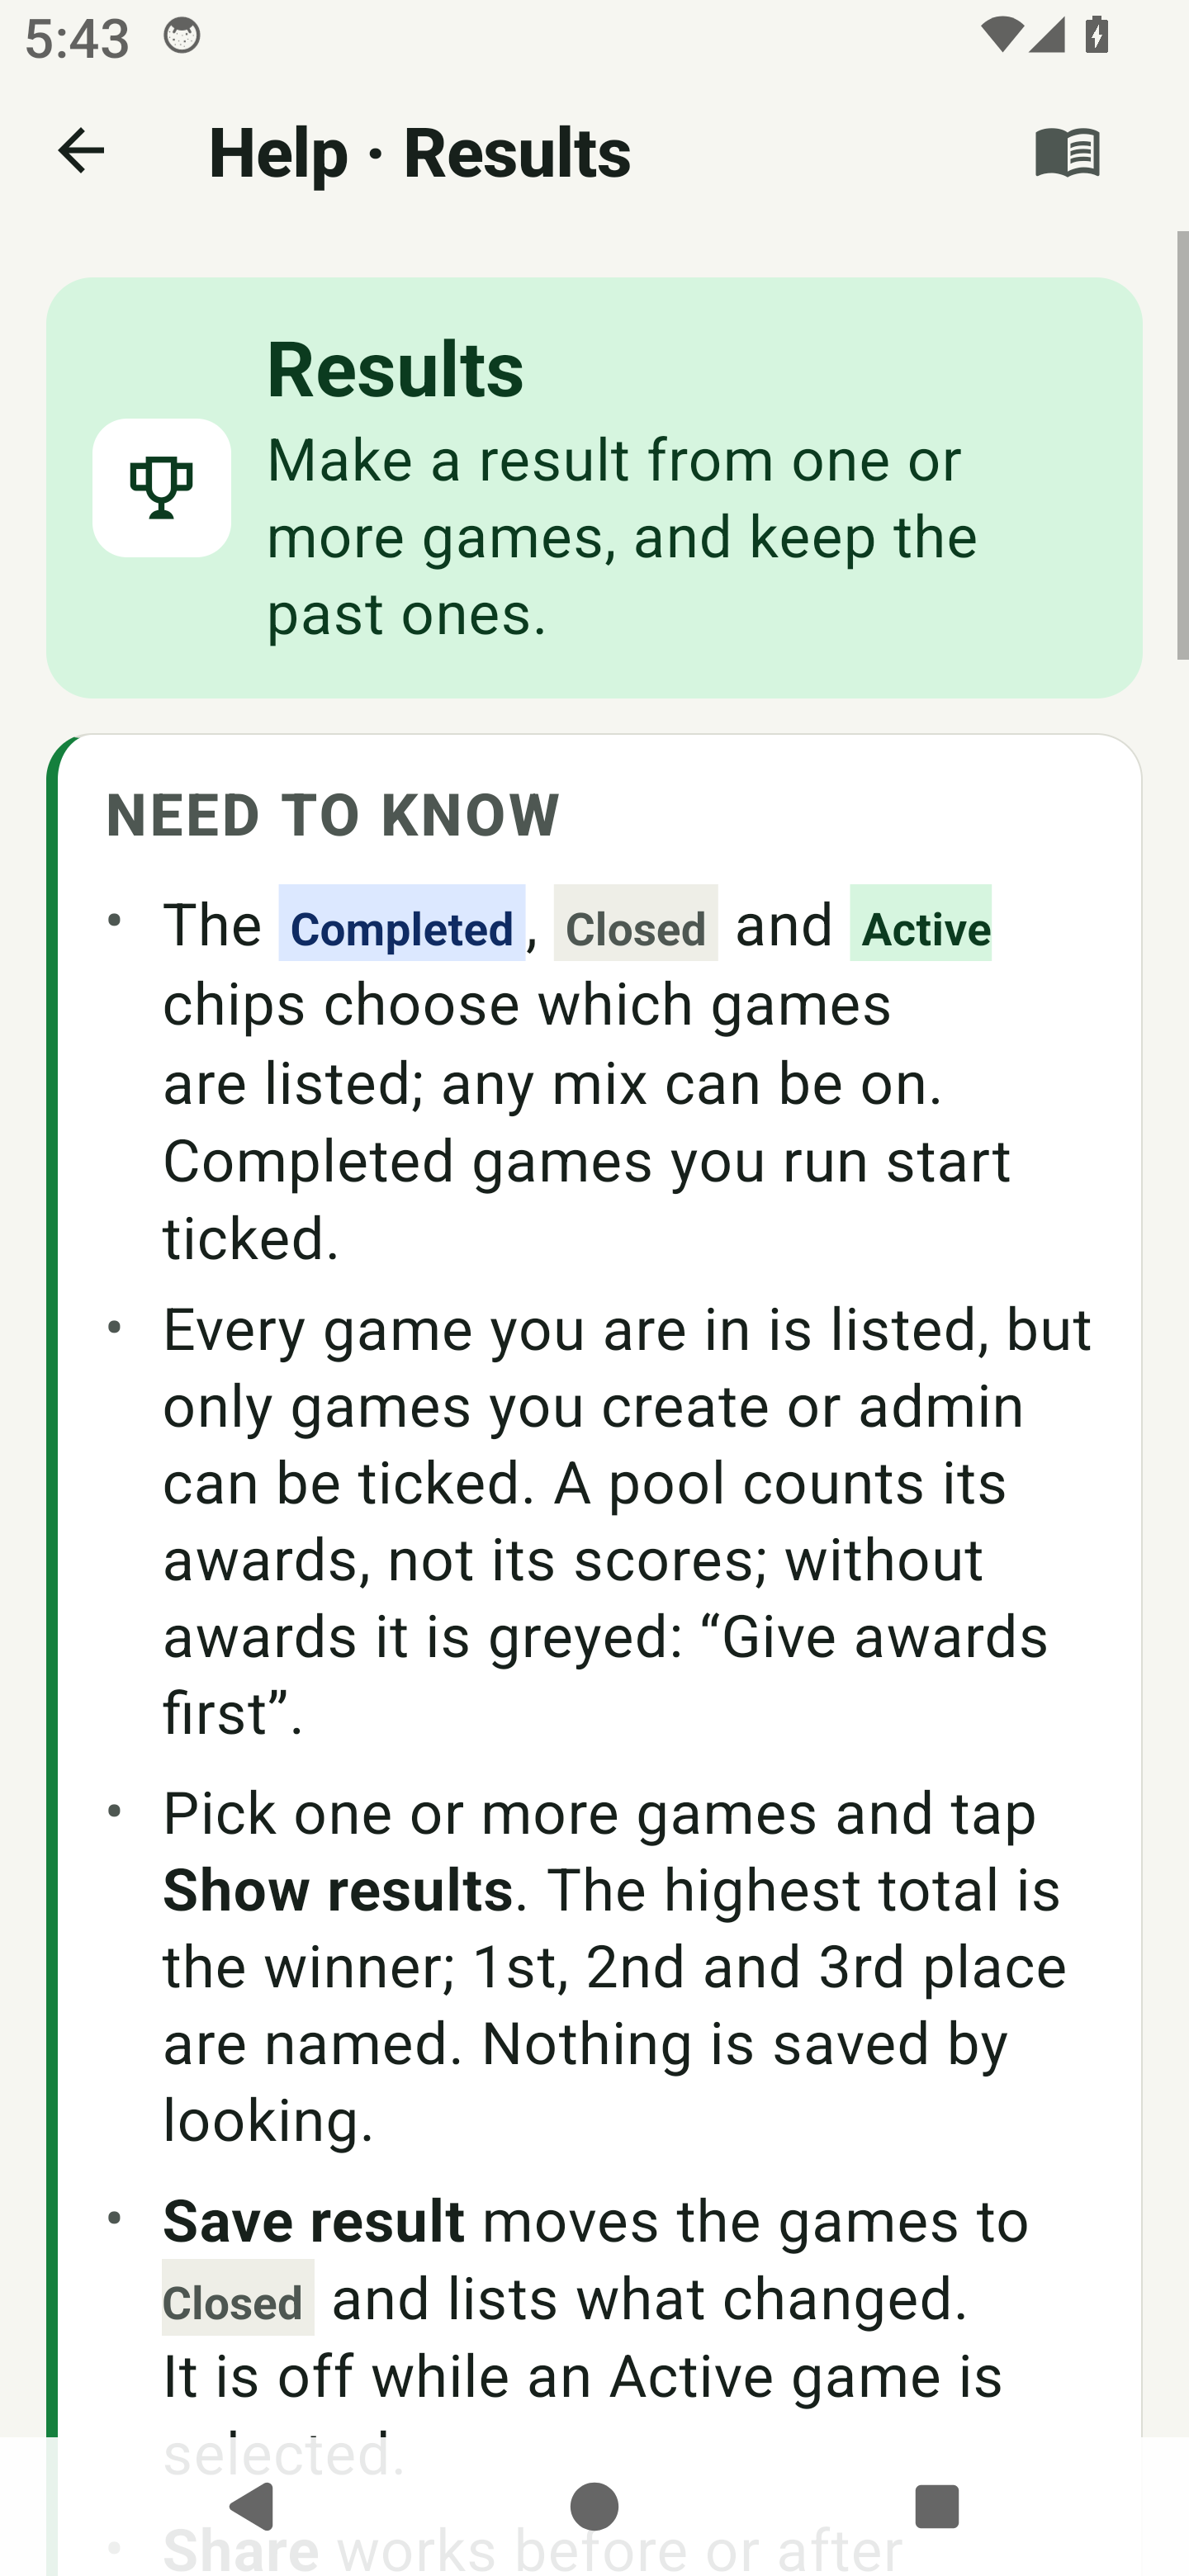 5:43
Help · Results
Results
Make a result from one or
more games, and keep the
past ones.
NEED TO KNOW
• The Completed, Closed and Active
chips choose which games
are listed; any mix can be on.
Completed games you run start
ticked.
• Every game you are in is listed, but
only games you create or admin
can be ticked. A pool counts its
awards, not its scores; without
awards it is greyed: “Give awards
first”.
• Pick one or more games and tap
Show results. The highest total is
the winner; 1st, 2nd and 3rd place
are named. Nothing is saved by
looking.
• Save result moves the games to
Closed and lists what changed.
It is off while an Active game is
selected.
• Share works before or after